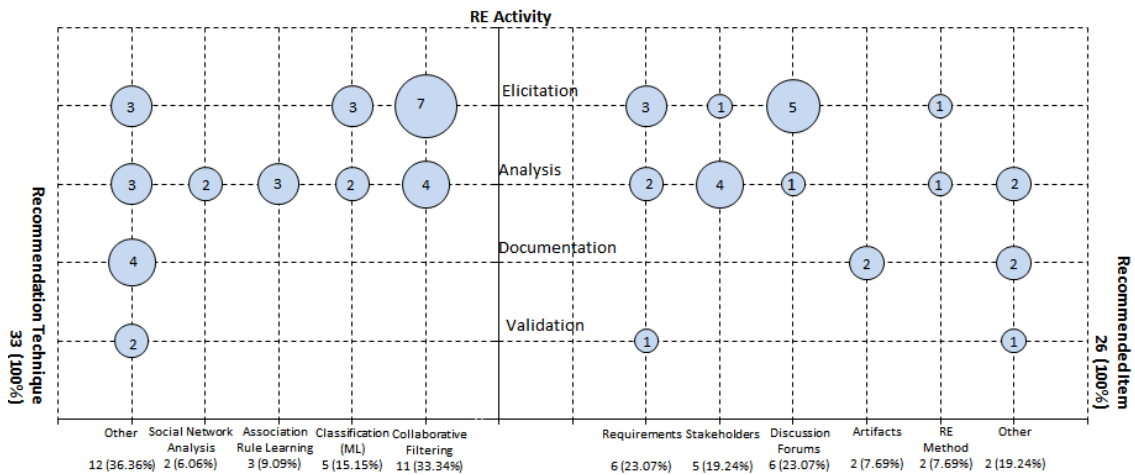 RE Activity
Elicitation
3
3
7
3
1
5
1
Analysis
3
2
3
2
4
2
4
1
1
2
Documentation
4
2
2
Validation
2
1
1
Recommendation Technique
33 (100%)
RecommendedItem
26 (100%)
Other
12 (36.36%)
Social Network
Analysis
2 (6.06%)
Association
Rule Learning
3 (9.09%)
Classification
(ML)
5 (15.15%)
Collaborative
Filtering
11 (33.34%)
Requirements
6 (23.07%)
Stakeholders
5 (19.24%)
Discussion
Forums
6 (23.07%)
Artifacts
2 (7.69%)
RE
Method
2 (7.69%)
Other
2 (19.24%)